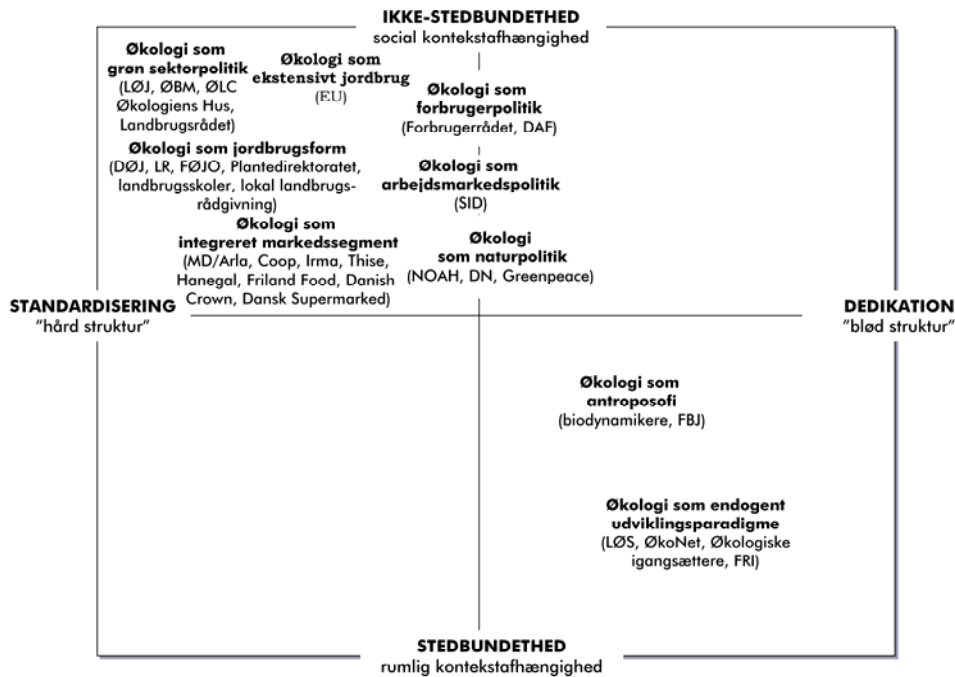 IKKE-STEDBUNDETHED
social kontekstafhængighed
Økologi som
grøn sektorpolitik
(LØJ, ØBM, ØLC
Økologiens Hus,
Landbrugsrådet)
Økologi som
ekstensivt jordbrug
(EU)
Økologi som
forbrugerpolitik
(Forbrugerrådet, DAF)
Økologi som jordbrugsform
(DØJ, LR, FØJO, Plantedirektoratet,
landbrugsskoler, lokal landbrugs-
rådgivning)
Økologi som
arbejdsmarkedspolitik
(SID)
Økologi som
integreret markedssegment
(MD/Arla, Coop, Irma, Thise,
Hanegal, Friland Food, Danish
Crown, Dansk Supermarked)
Økologi
som naturpolitik
(NOAH, DN, Greenpeace)
STANDARDISERING
"hård struktur"
DEDIKATION
"blød struktur"
Økologi som
antroposofi
(biodynamikere, FBJ)
Økologi som endogent
udviklingsparadigme
(LØS, ØkoNet, Økologiske
igangsættere, FRI)
STEDBUNDETHED
rumlig kontekstafhængighed